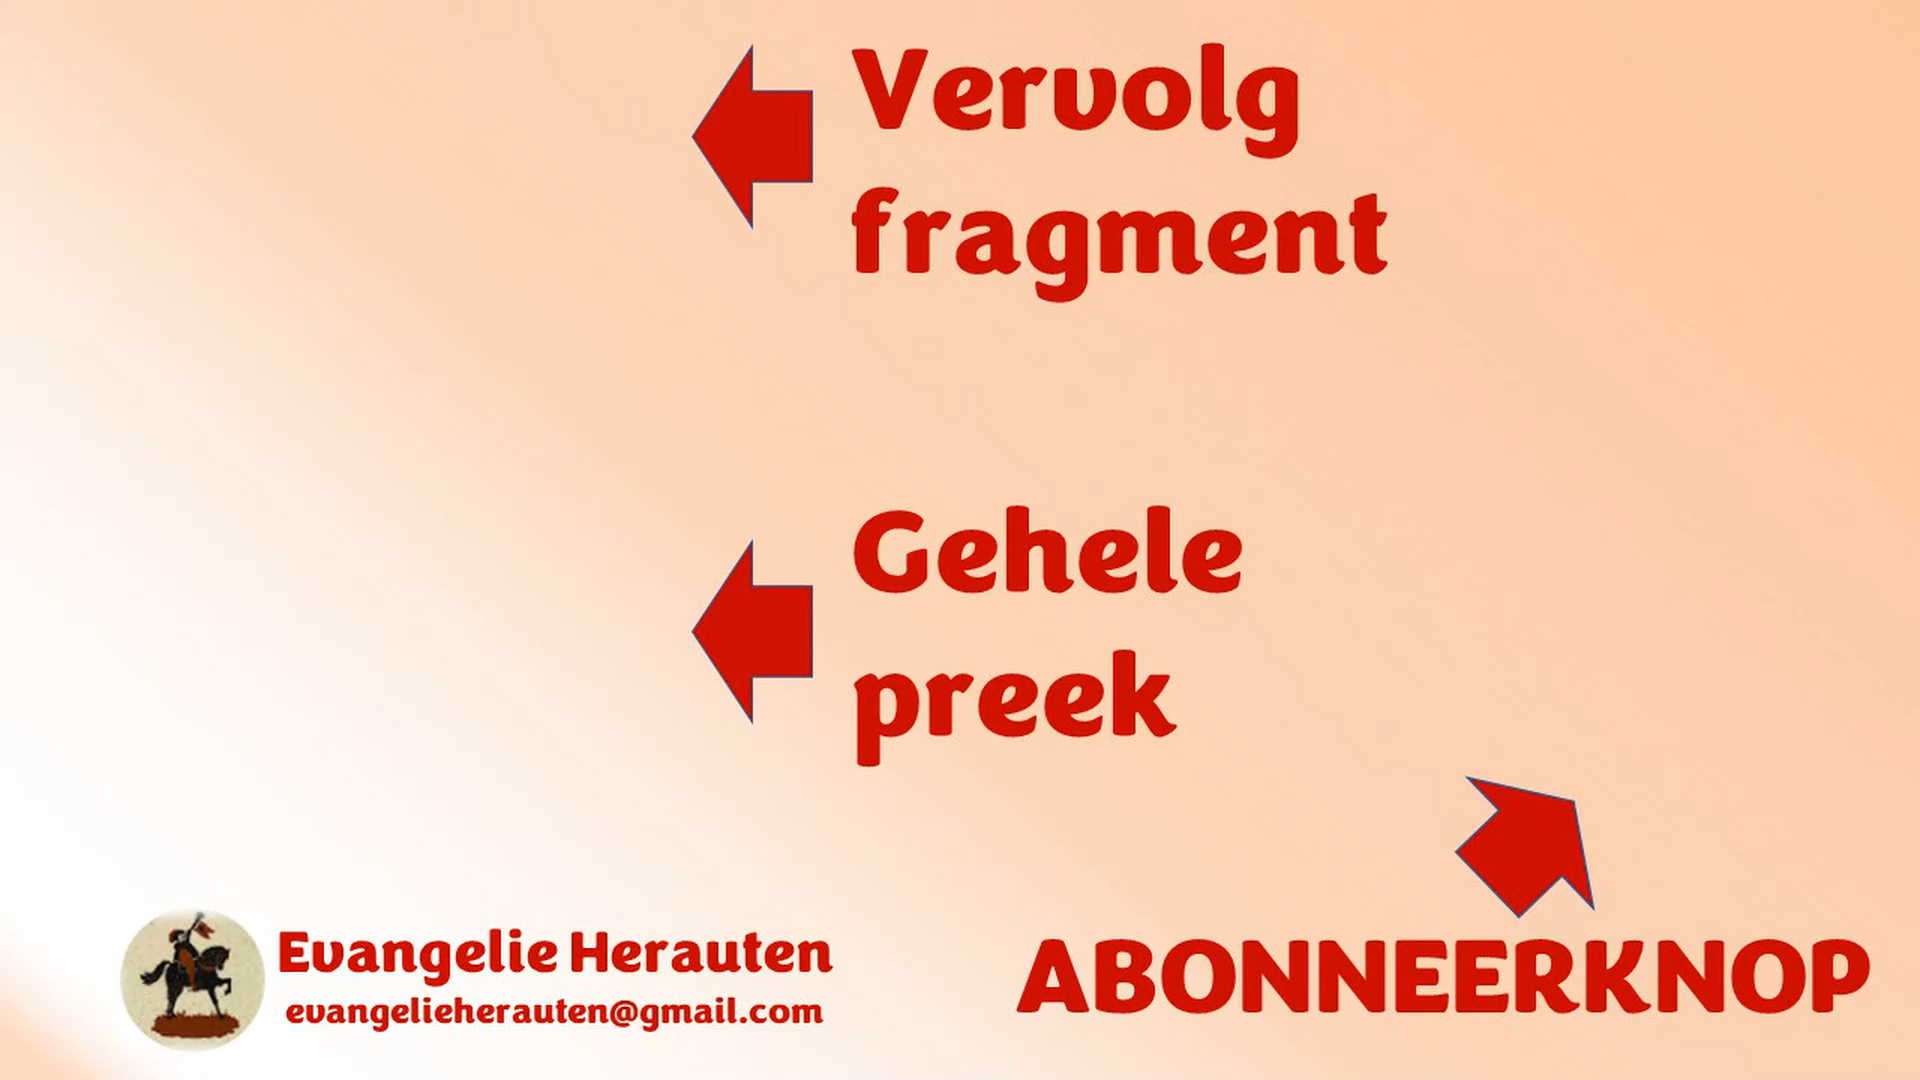 Vervolg
fragment
Gehele
preek
Evangelie Herauten
evangelieherauten@gmail.com
ABONNEERKNOP